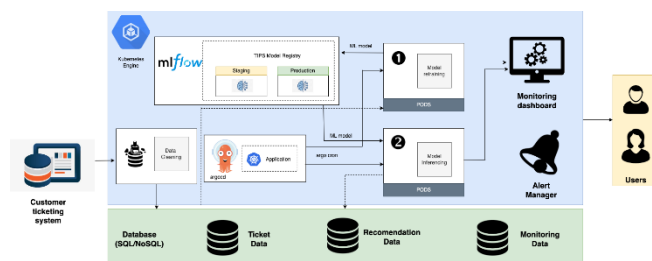 Kubernetes
Engine
mlflow
TIPS Model Registry
Staging
Production
ML model
1
Model
retraining
PODS
Monitoring
dashboard
Customer
ticketing
system
Data
Cleaning
argocd
Application
ML model
argo cron
2
Model
Inferencing
PODS
Alert
Manager
Users
Database
(SQL/NoSQL)
Ticket
Data
Recomendation
Data
Monitoring
Data